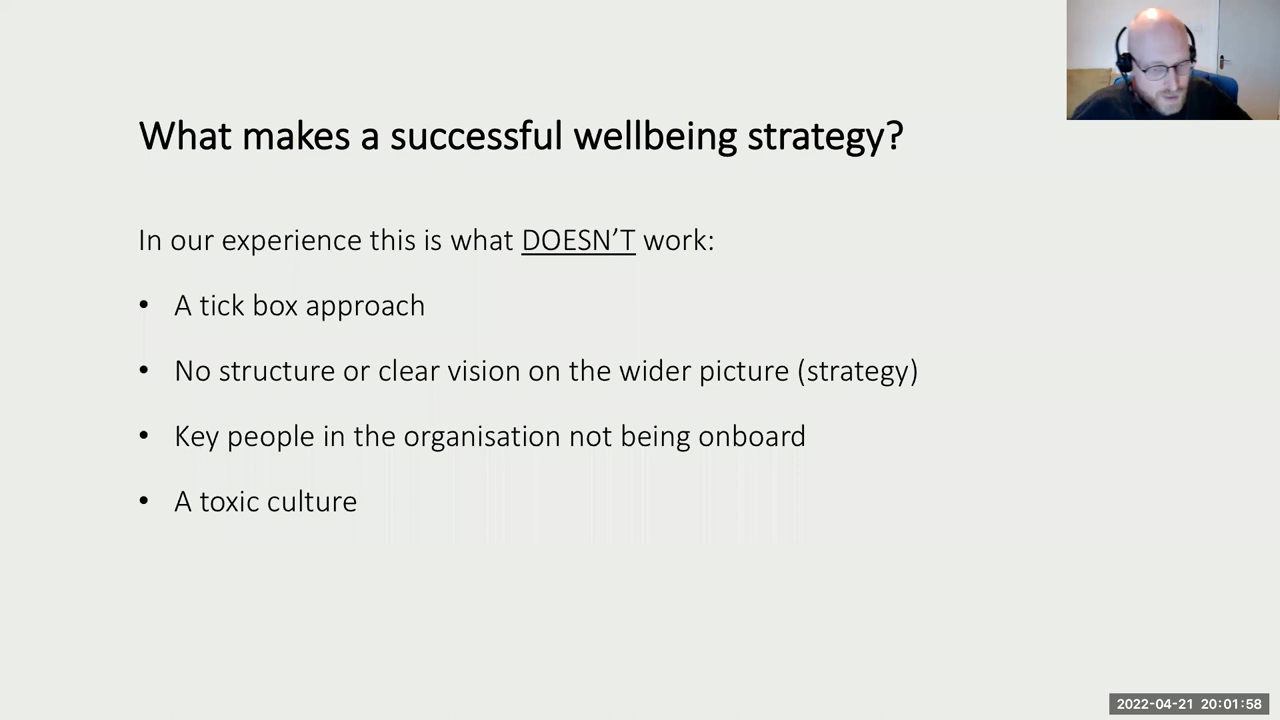 What makes a successful wellbeing strategy?
In our experience this is what DOESN’T work:
• A tick box approach
• No structure or clear vision on the wider picture (strategy)
• Key people in the organisation not being onboard
• A toxic culture
2022-04-21 20:01:58